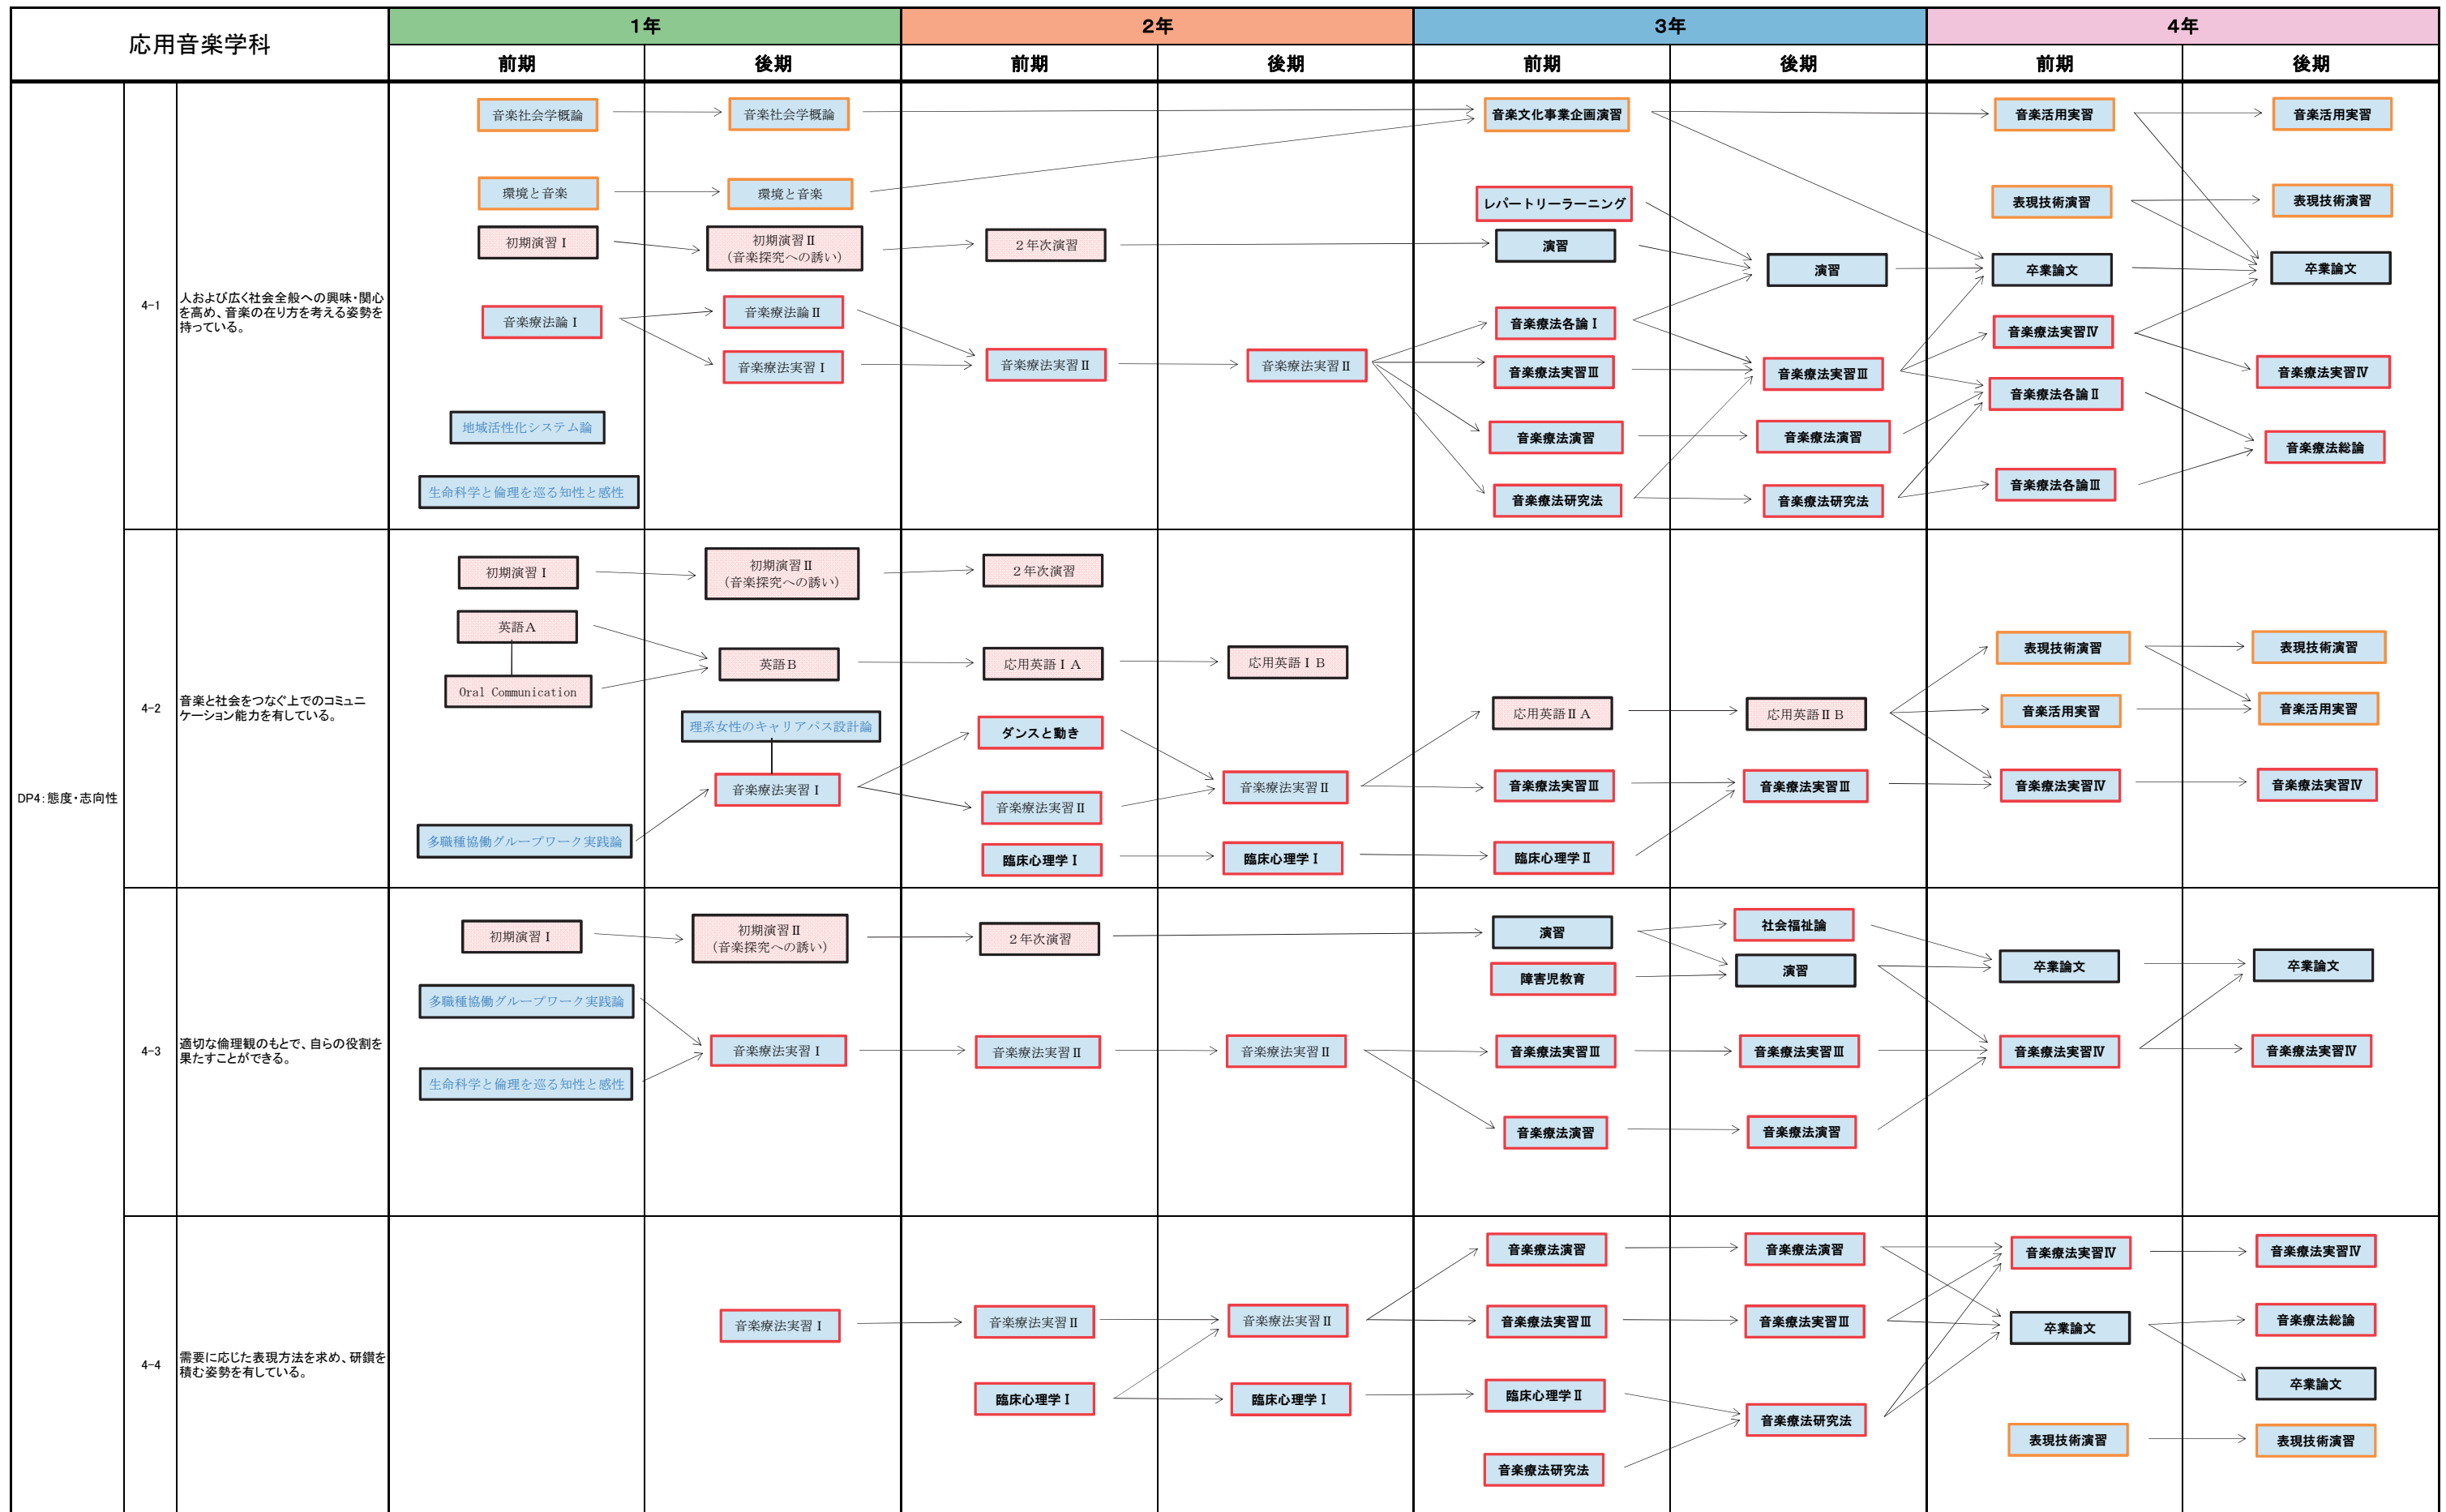 応用音楽学科
1年
2年
3年
4年
前期
後期
前期
後期
前期
後期
前期
後期
DP4:態度・志向性
4-1
人および広く社会全般への興味・関心
を高め、音楽の在り方を考える姿勢を
持っている。
音楽社会学概論
環境と音楽
初期演習Ⅰ
音楽療法論Ⅰ
地域活性化システム論
生命科学と倫理を巡る知性と感性
音楽社会学概論
環境と音楽
初期演習Ⅱ
（音楽探究への誘い）
音楽療法論Ⅱ
音楽療法実習Ⅰ
２年次演習
音楽療法実習Ⅱ
音楽療法実習Ⅱ
音楽文化事業企画演習
レパートリーラーニング
演習
音楽療法各論Ⅰ
音楽療法実習Ⅲ
音楽療法演習
音楽療法研究法
演習
音楽療法実習Ⅲ
音楽療法演習
音楽療法研究法
音楽活用実習
表現技術演習
卒業論文
音楽療法実習Ⅳ
音楽療法各論Ⅱ
音楽療法各論Ⅲ
音楽活用実習
表現技術演習
卒業論文
音楽療法実習Ⅳ
音楽療法総論
4-2
音楽と社会をつなぐ上でのコミュニ
ケーション能力を有している。
初期演習Ⅰ
英語Ａ
Oral Communication
多職種協働グループワーク実践論
初期演習Ⅱ
（音楽探究への誘い）
英語Ｂ
理系女性のキャリアパス設計論
音楽療法実習Ⅰ
２年次演習
応用英語ⅠＡ
ダンスと動き
音楽療法実習Ⅱ
臨床心理学Ⅰ
応用英語ⅠＢ
音楽療法実習Ⅱ
臨床心理学Ⅰ
応用英語ⅡＡ
音楽療法実習Ⅲ
臨床心理学Ⅱ
応用英語ⅡＢ
音楽療法実習Ⅲ
表現技術演習
音楽活用実習
音楽療法実習Ⅳ
表現技術演習
音楽活用実習
音楽療法実習Ⅳ
4-3
適切な倫理観のもとで、自らの役割を
果たすことができる。
初期演習Ⅰ
多職種協働グループワーク実践論
生命科学と倫理を巡る知性と感性
初期演習Ⅱ
（音楽探究への誘い）
音楽療法実習Ⅰ
２年次演習
音楽療法実習Ⅱ
音楽療法実習Ⅱ
演習
障害児教育
音楽療法実習Ⅲ
音楽療法演習
社会福祉論
演習
音楽療法実習Ⅲ
音楽療法演習
卒業論文
音楽療法実習Ⅳ
卒業論文
音楽療法実習Ⅳ
4-4
需要に応じた表現方法を求め、研鑽を
積む姿勢を有している。
音楽療法実習Ⅰ
音楽療法実習Ⅱ
臨床心理学Ⅰ
音楽療法実習Ⅱ
臨床心理学Ⅰ
音楽療法演習
音楽療法実習Ⅲ
臨床心理学Ⅱ
音楽療法研究法
音楽療法演習
音楽療法実習Ⅲ
音楽療法研究法
音楽療法実習Ⅳ
卒業論文
表現技術演習
音楽療法実習Ⅳ
音楽療法総論
卒業論文
表現技術演習